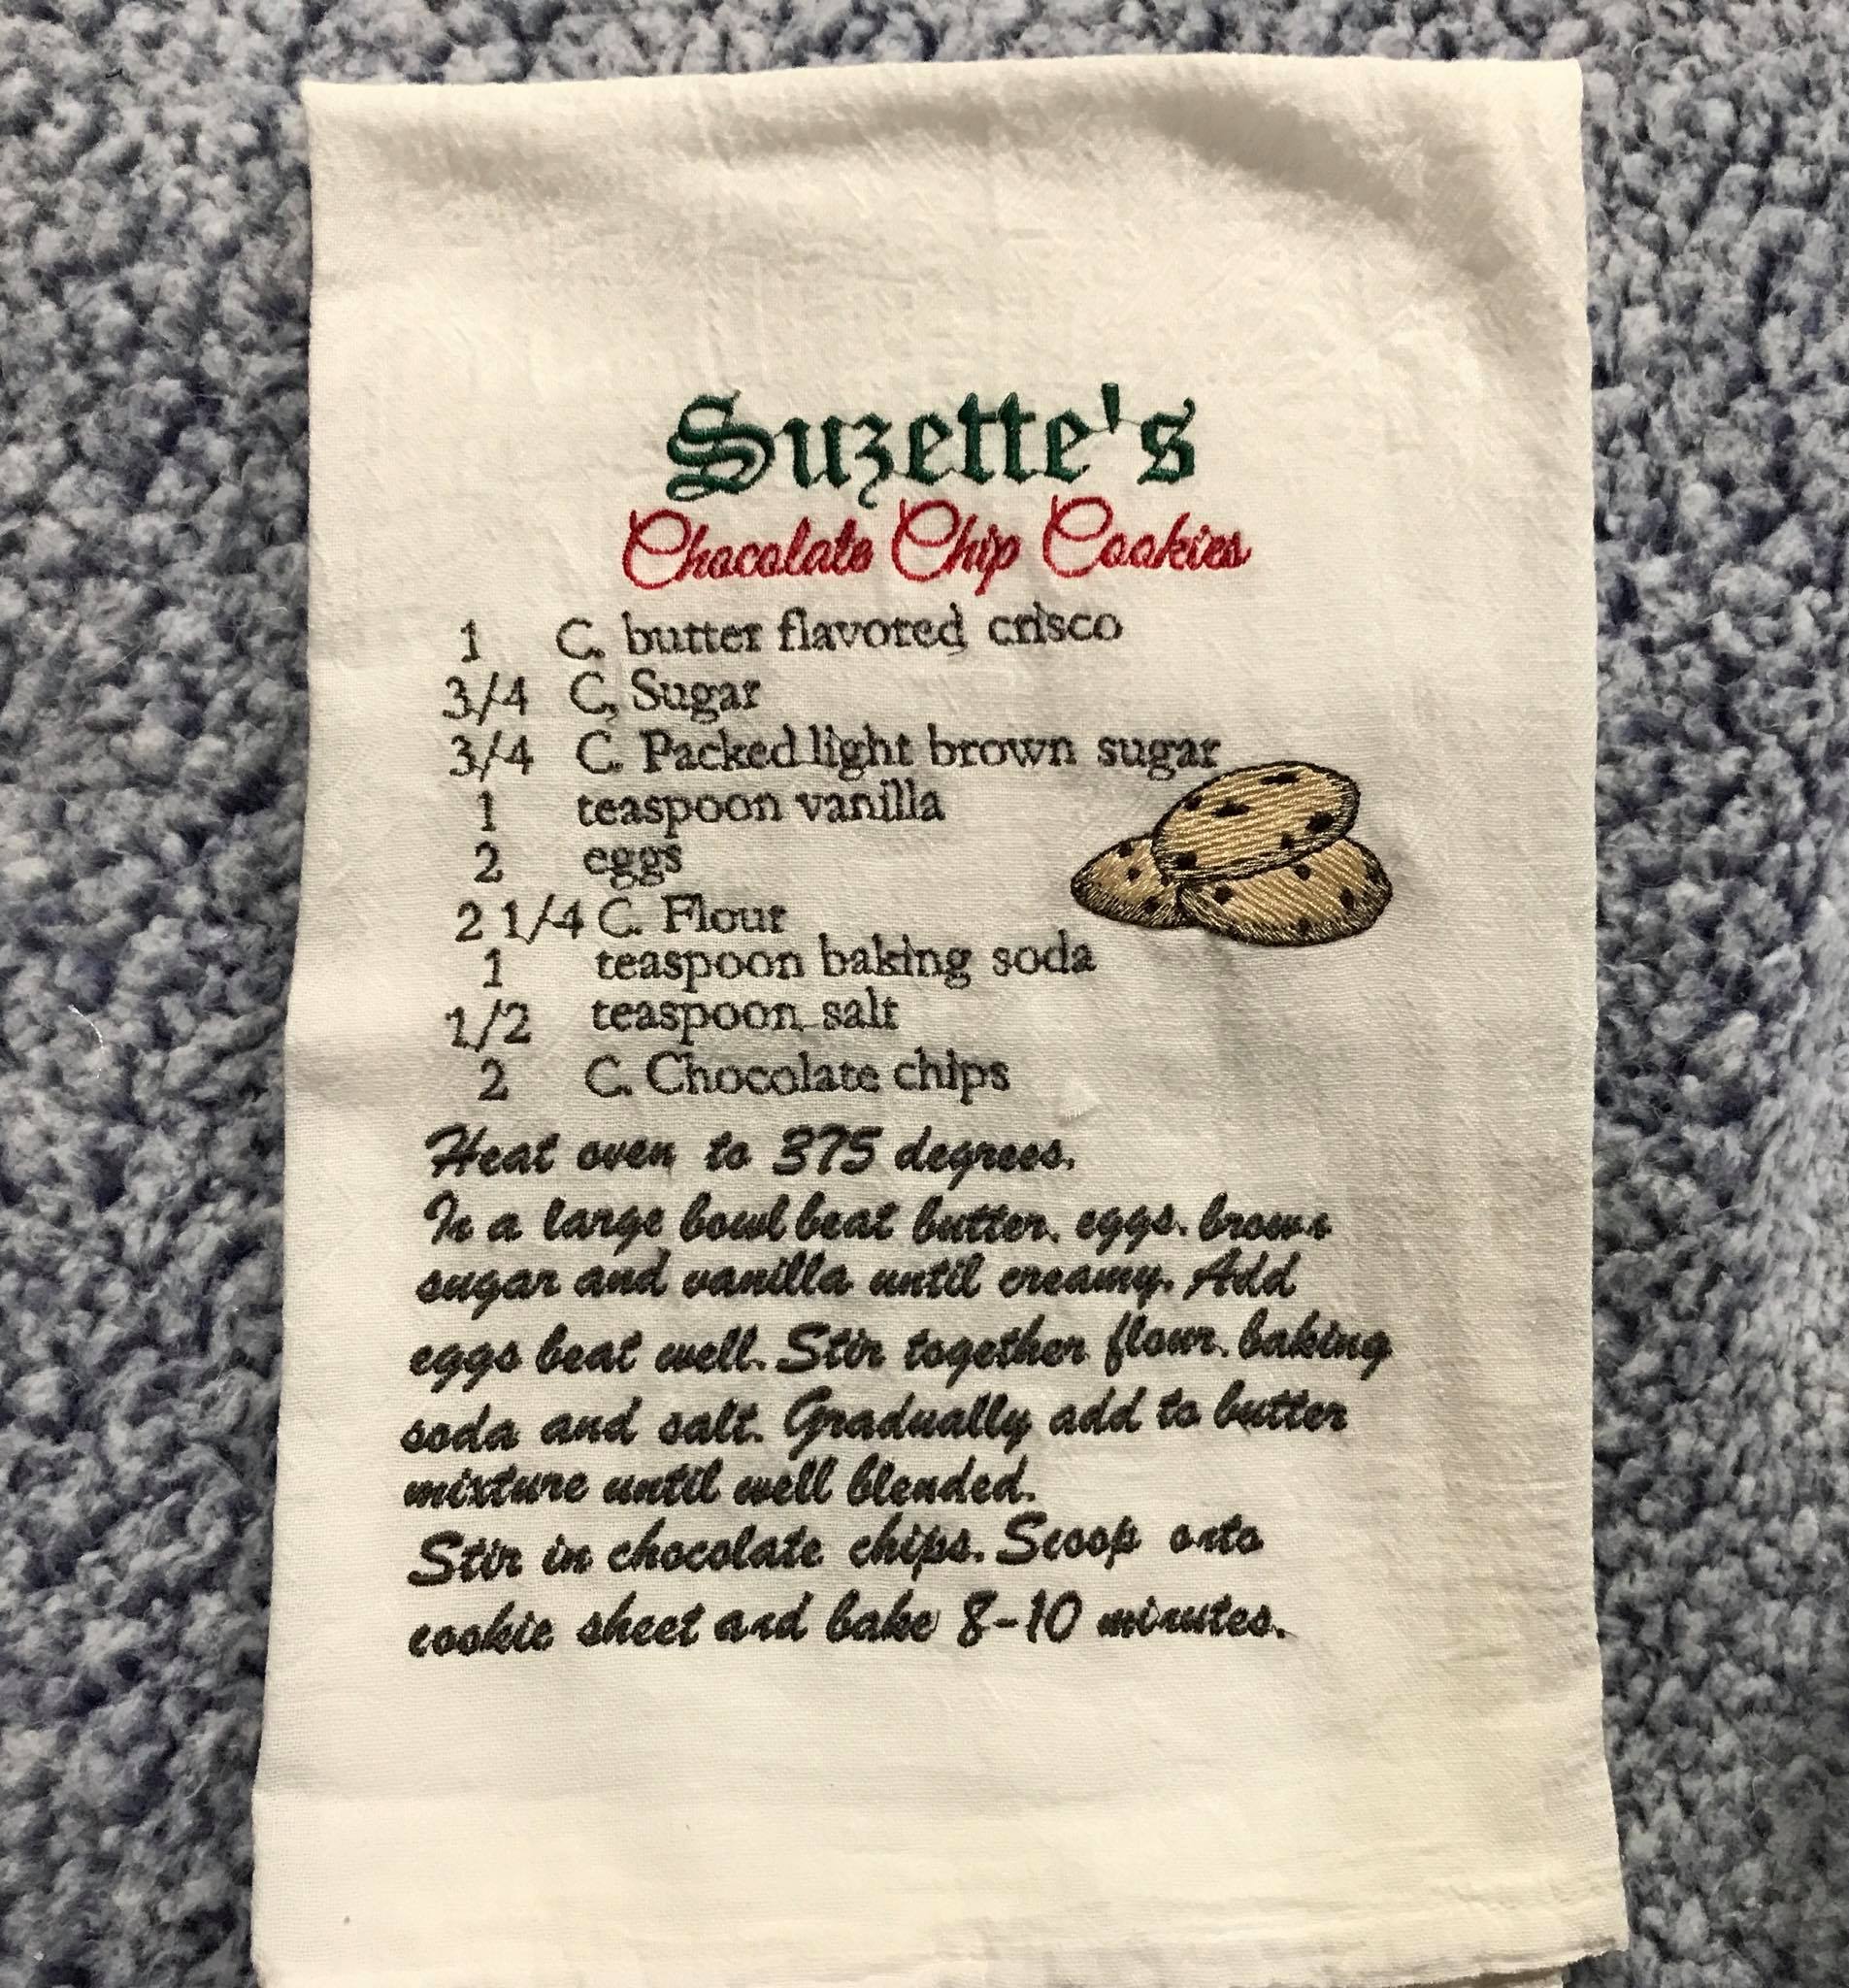 Suzette's
Chocolate Chip Cookies
1 C. butter flavored crisco
3/4 C. Sugar
3/4 C. Packed light brown sugar
1 teaspoon vanilla
2 eggs
2 1/4 C. Flour
1 teaspoon baking soda
1/2 teaspoon salt
2 C. Chocolate chips
Heat oven to 375 degrees.
In a large bowl beat butter, eggs, brown
sugar and vanilla until creamy. Add
eggs beat well. Stir together flour, baking
soda and salt. Gradually add to butter
mixture until well blended.
Stir in chocolate chips. Scoop onto
cookie sheet and bake 8-10 minutes.